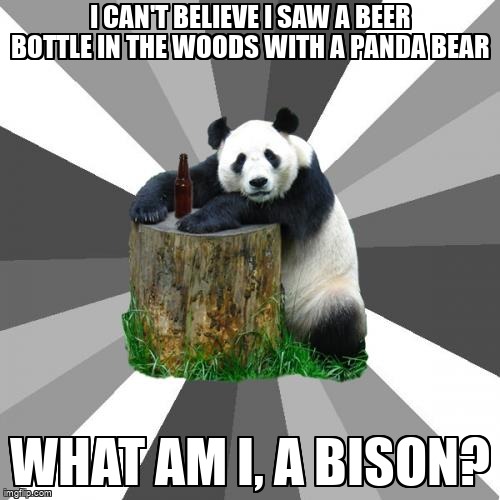 I CAN'T BELIEVE I SAW A BEER
BOTTLE IN THE WOODS WITH A PANDA BEAR
WHAT AM I, A BISON?
imgflip.com